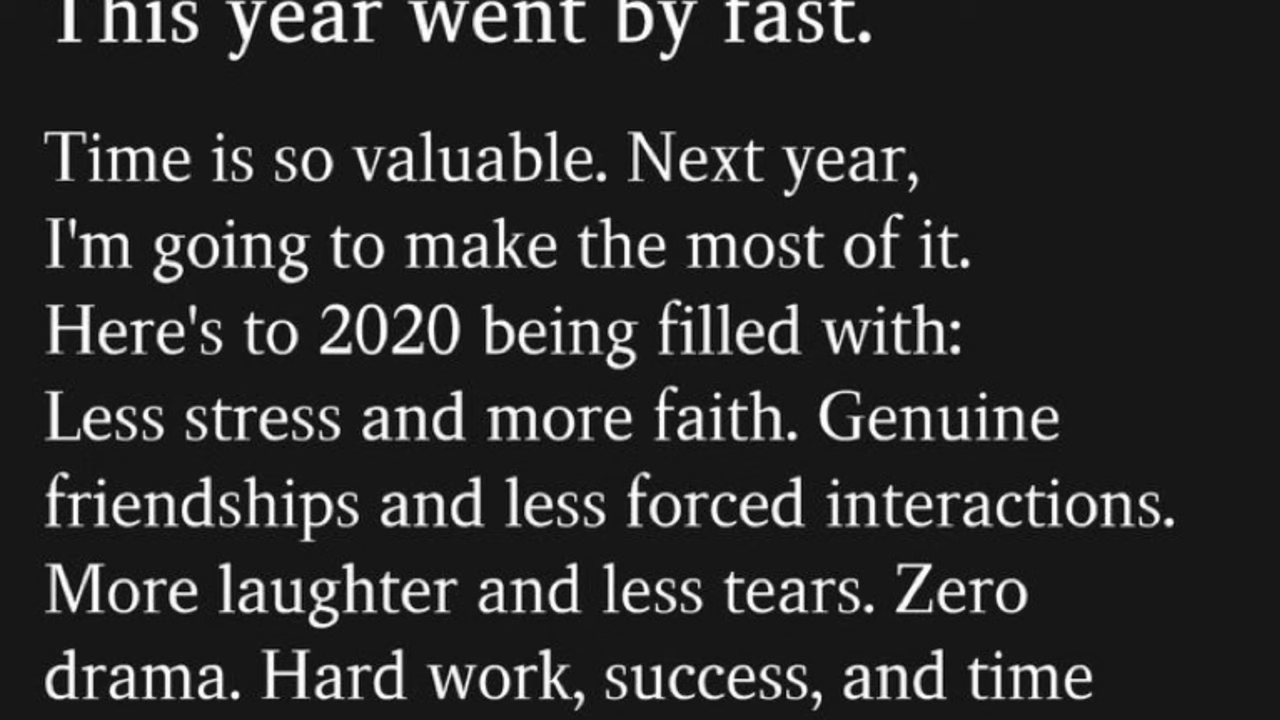 This year went by fast.
Time is so valuable. Next year,
I'm going to make the most of it.
Here's to 2020 being filled with:
Less stress and more faith. Genuine
friendships and less forced interactions.
More laughter and less tears. Zero
drama. Hard work, success, and time